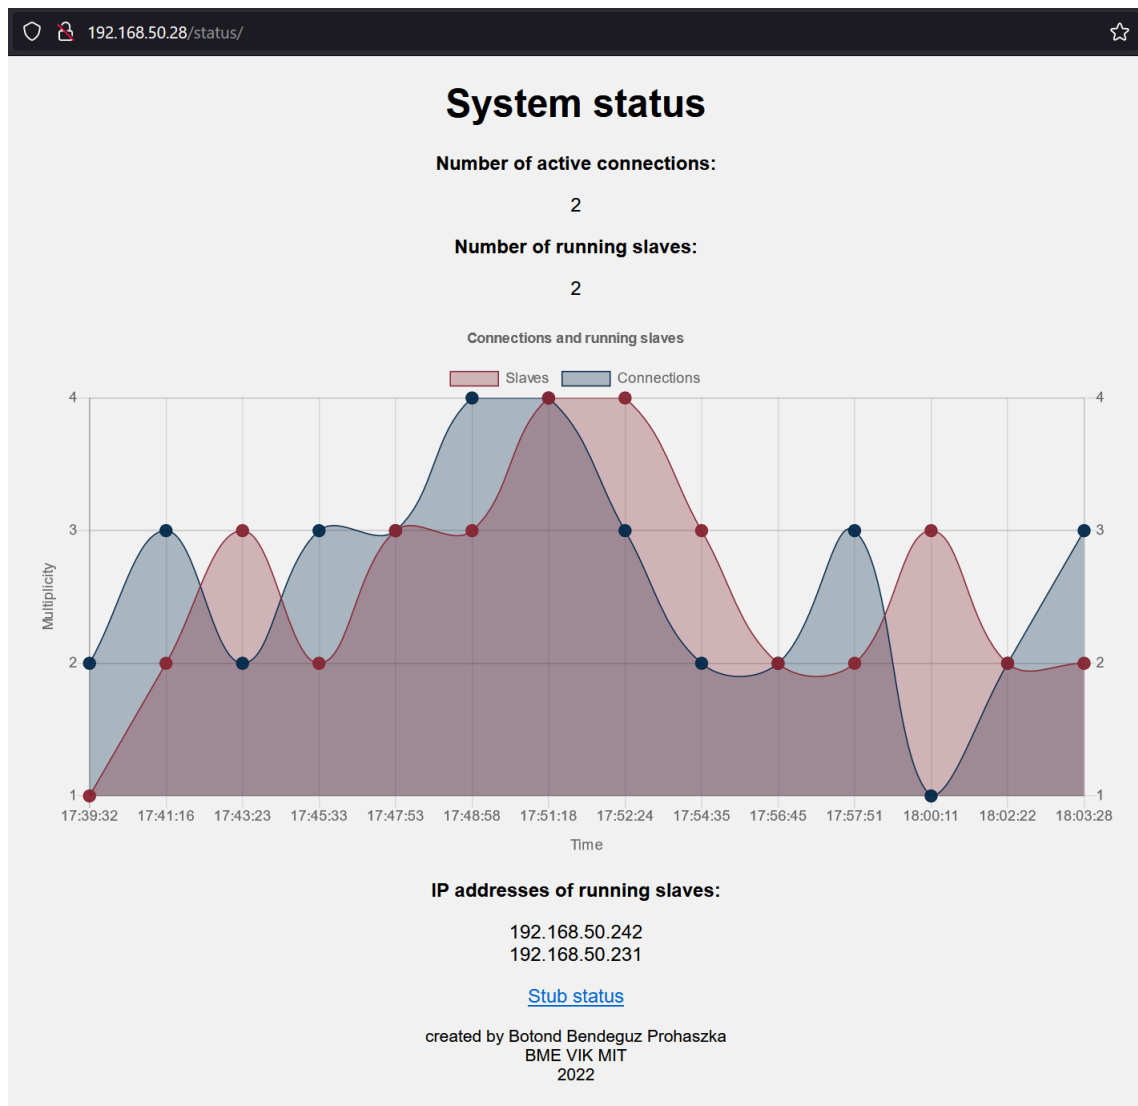 192.168.50.28/status/
System status
Number of active connections:
2
Number of running slaves:
2
Connections and running slaves
Slaves Connections
4 4
3 3
Multiplicity
2 2
1 1
17:39:32 17:41:16 17:43:23 17:45:33 17:47:53 17:48:58 17:51:18 17:52:24 17:54:35 17:56:45 17:57:51 18:00:11 18:02:22 18:03:28
Time
IP addresses of running slaves:
192.168.50.242
192.168.50.231
Stub status
created by Botond Bendeguz Prohaszka
BME VIK MIT
2022